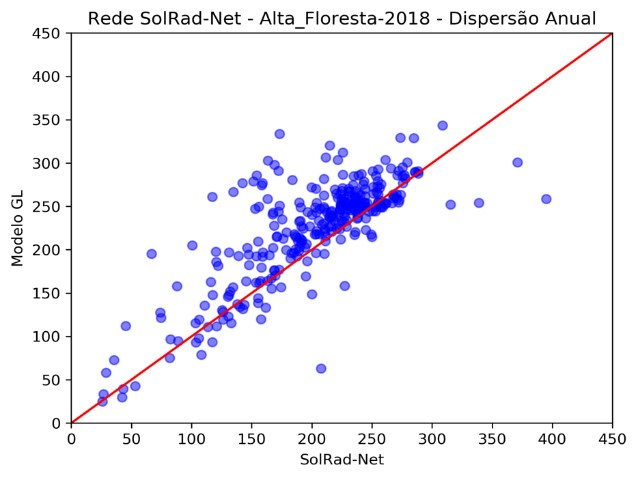 Rede SolRad-Net - Alta_Floresta-2018 - Dispersão Anual
450
400
350
300
250
200
150
100
50
0
Modelo GL
0 50 100 150 200 250 300 350 400 450
SolRad-Net